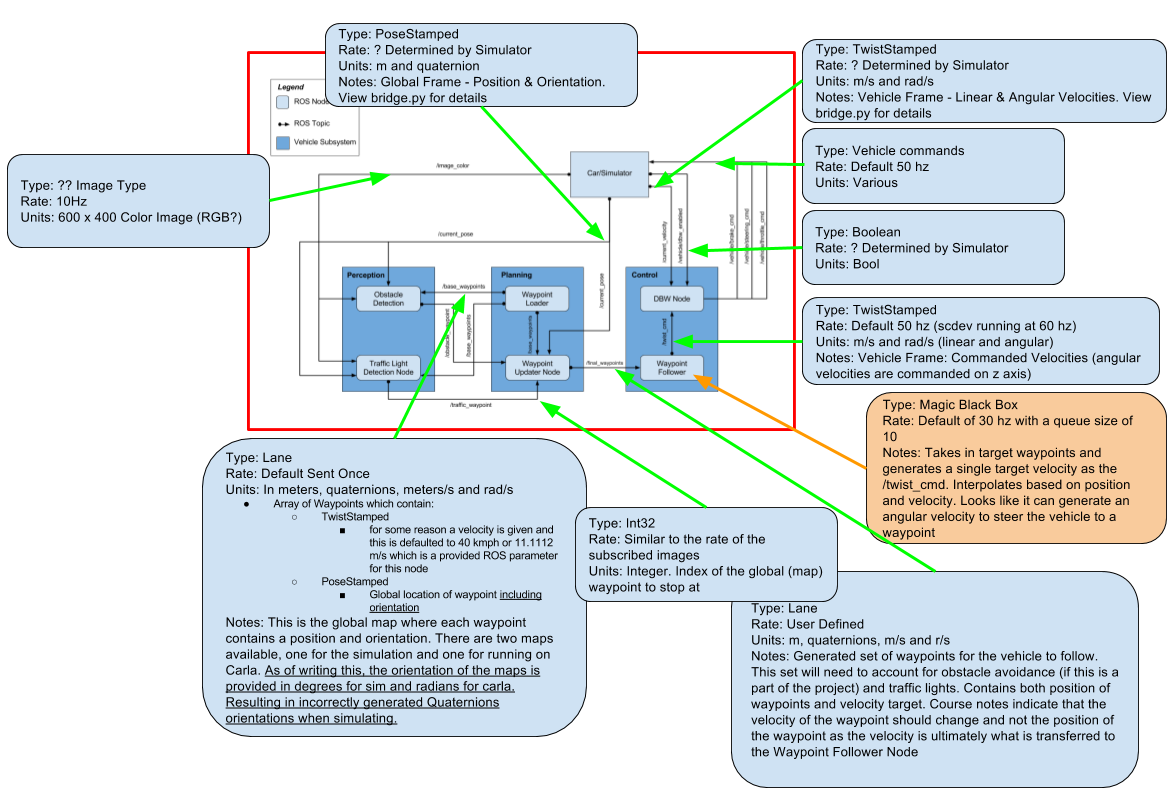 Type: PoseStamped
Rate: ? Determined by Simulator
Units: m and quaternion
Notes: Global Frame - Position & Orientation.
View bridge.py for details
Type: TwistStamped
Rate: ? Determined by Simulator
Units: m/s and rad/s
Notes: Vehicle Frame - Linear & Angular Velocities. View
bridge.py for details
Legend
ROS Node
ROS Topic
Vehicle Subsystem
Type: ?? Image Type
Rate: 10Hz
Units: 600 x 400 Color Image (RGB?)
Type: Vehicle commands
Rate: Default 50 hz
Units: Various
Type: Boolean
Rate: ? Determined by Simulator
Units: Bool
Type: TwistStamped
Rate: Default 50 hz (scdev running at 60 hz)
Units: m/s and rad/s (linear and angular)
Notes: Vehicle Frame: Commanded Velocities (angular
velocities are commanded on z axis)
/image_color
Car/Simulator
/current_pose
/current_velocity
/vehicle/dbw_enabled
/vehicle/brake_cmd
/vehicle/steering_cmd
/vehicle/throttle_cmd
/current_pose
Perception
Obstacle
Detection
Traffic Light
Detection Node
/base_waypoints
/obstacle_waypoint
/base_waypoints
Planning
Waypoint
Loader
/base_waypoints
Waypoint
Updater Node
/final_waypoints
Control
DBW Node
/twist_cmd
Waypoint
Follower
/traffic_waypoint
Type: Magic Black Box
Rate: Default of 30 hz with a queue size of
10
Notes: Takes in target waypoints and
generates a single target velocity as the
/twist_cmd. Interpolates based on position
and velocity. Looks like it can generate an
angular velocity to steer the vehicle to a
waypoint
Type: Lane
Rate: Default Sent Once
Units: In meters, quaternions, meters/s and rad/s
● Array of Waypoints which contain:
○ TwistStamped
■ for some reason a velocity is given and
this is defaulted to 40 kmph or 11.1112
m/s which is a provided ROS parameter
for this node
○ PoseStamped
■ Global location of waypoint including
orientation
Notes: This is the global map where each waypoint
contains a position and orientation. There are two maps
available, one for the simulation and one for running on
Carla. As of writing this, the orientation of the maps is
provided in degrees for sim and radians for carla.
Resulting in incorrectly generated Quaternions
orientations when simulating.
Type: Int32
Rate: Similar to the rate of the
subscribed images
Units: Integer. Index of the global (map)
waypoint to stop at
Type: Lane
Rate: User Defined
Units: m, quaternions, m/s and r/s
Notes: Generated set of waypoints for the vehicle to follow.
This set will need to account for obstacle avoidance (if this is a
part of the project) and traffic lights. Contains both position of
waypoints and velocity target. Course notes indicate that the
velocity of the waypoint should change and not the position of
the waypoint as the velocity is ultimately what is transferred to
the Waypoint Follower Node